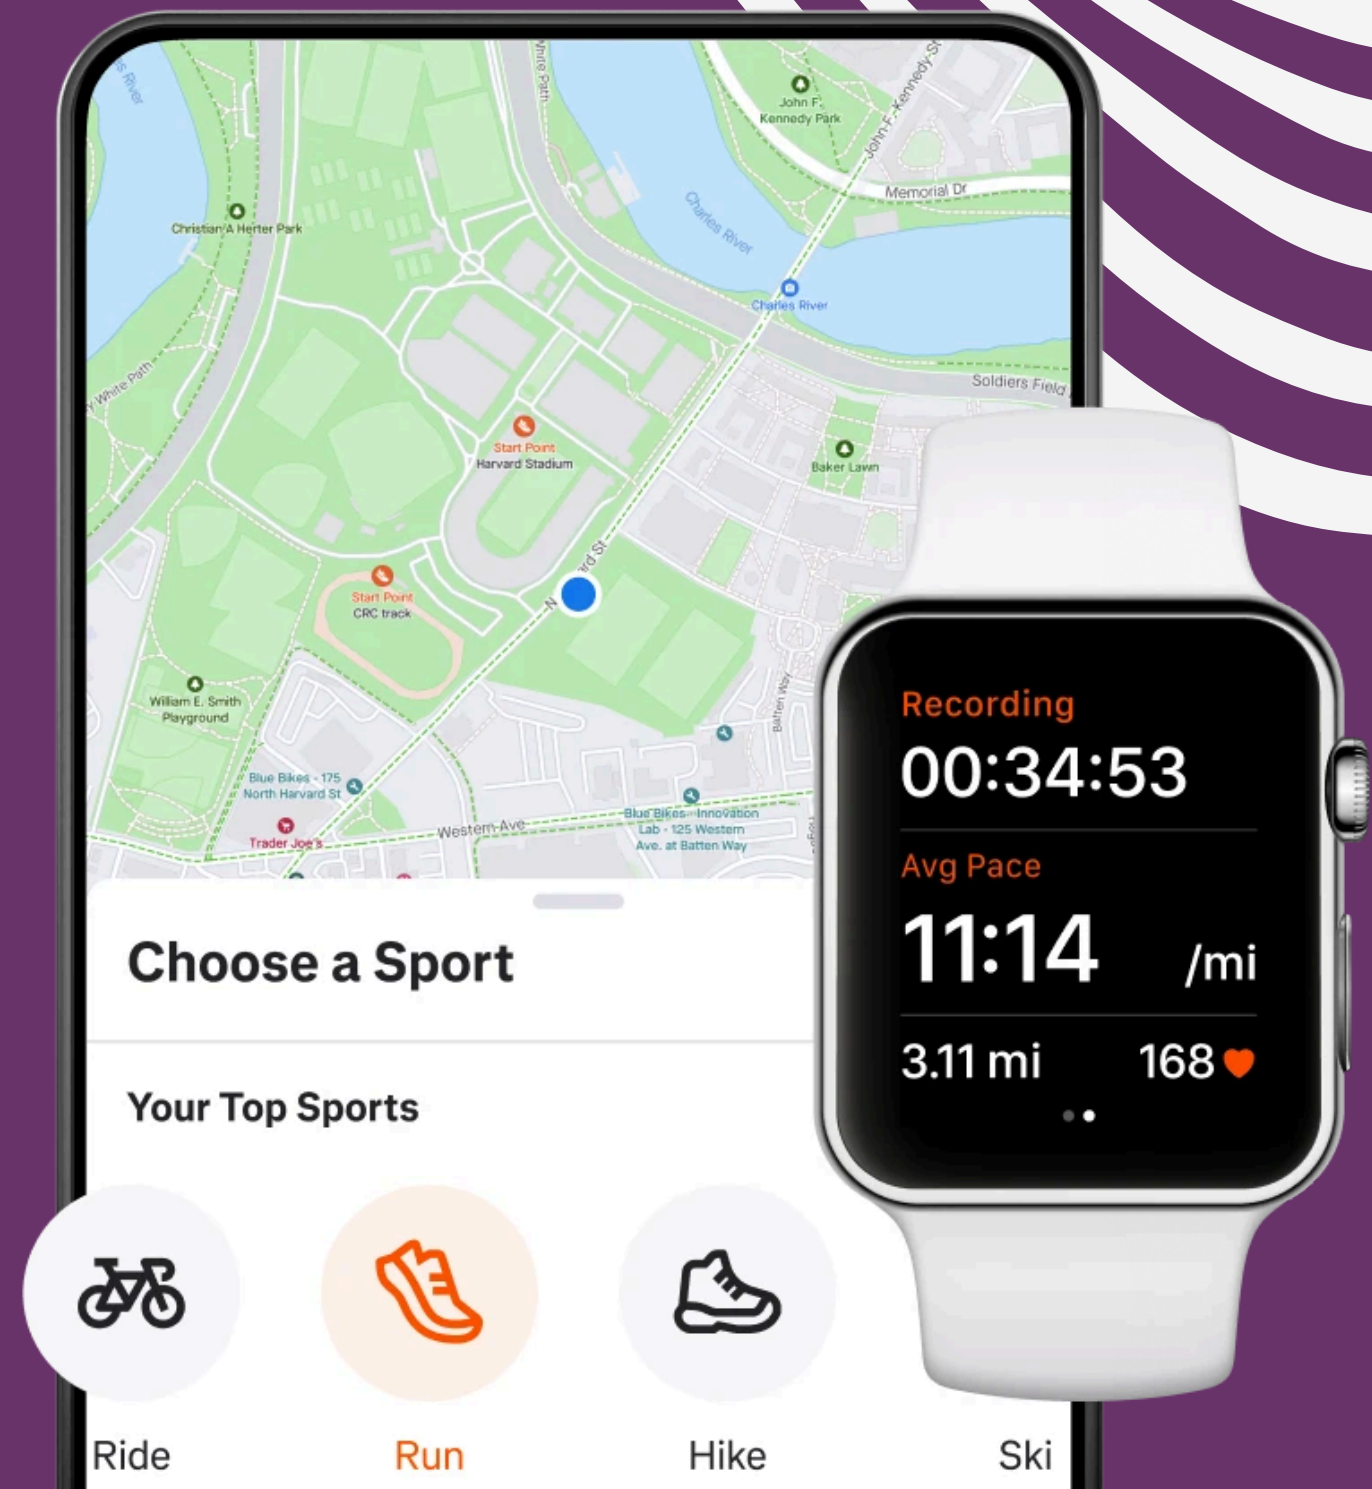 John F.
Kennedy Park
John-F.-Kennedy-St
Memorial Dr
Charles River
Christian A Herter Park
Charles River
White Path
Soldiers Field
Start Point
Harvard Stadium
Baker Lawn
Start Point
CRC track
William E. Smith
Playground
Batten Way
Blue Bikes - 175
North Harvard St
Trader Joe's
Western Ave
Blue Bikes - Innovation
Lab - 125 Western
Ave. at Batten Way
Choose a Sport
Your Top Sports
Ride
Run
Hike
Ski
Recording
00:34:53
Avg Pace
11:14 /mi
3.11 mi 168